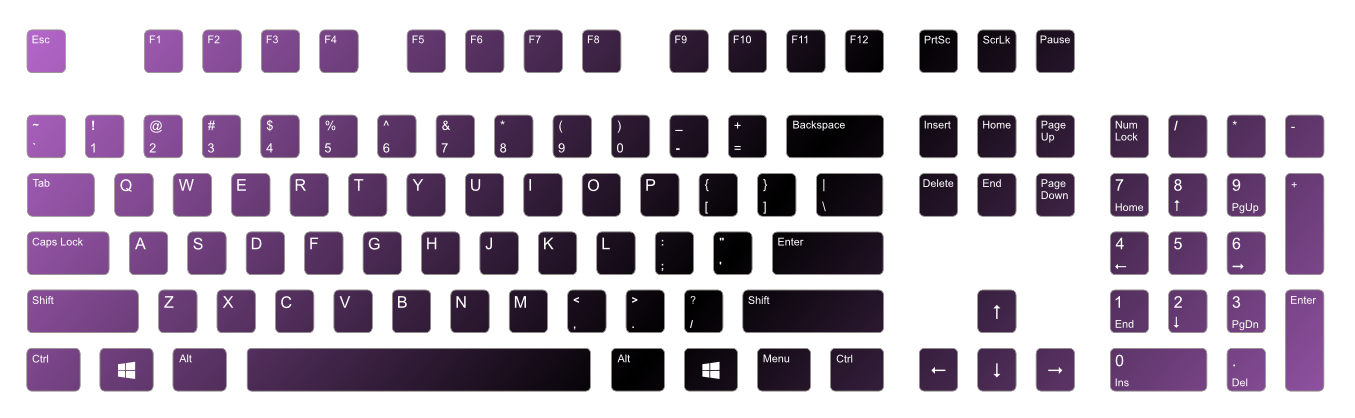 Esc F1 F2 F3 F4 F5 F6 F7 F8 F9 F10 F11 F12 PrtSc ScrLk Pause
~ ! @ # $ % ^ & * ( ) _ + Backspace Insert Home Page Num / * -
` 1 2 3 4 5 6 7 8 9 0 - = Up Lock
Tab Q W E R T Y U I O P { } | Delete End Page 7 8 9 +
[ ] \ Down Home ↑ PgUp
Caps Lock A S D F G H J K L : " Enter 4 5 6
; ' ← →
Shift Z X C V B N M < > ? Shift ↑ 1 2 3 Enter
, . / End ↓ PgDn
Ctrl Alt Alt Menu Ctrl ← ↓ → 0 .
Ins Del